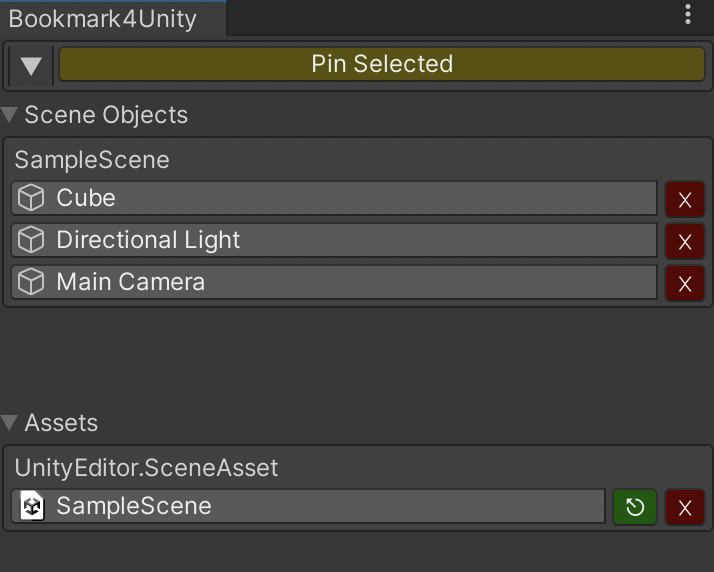 Bookmark4Unity
Pin Selected
Scene Objects
SampleScene
Cube X
Directional Light X
Main Camera X
Assets
UnityEditor.SceneAsset
SampleScene X